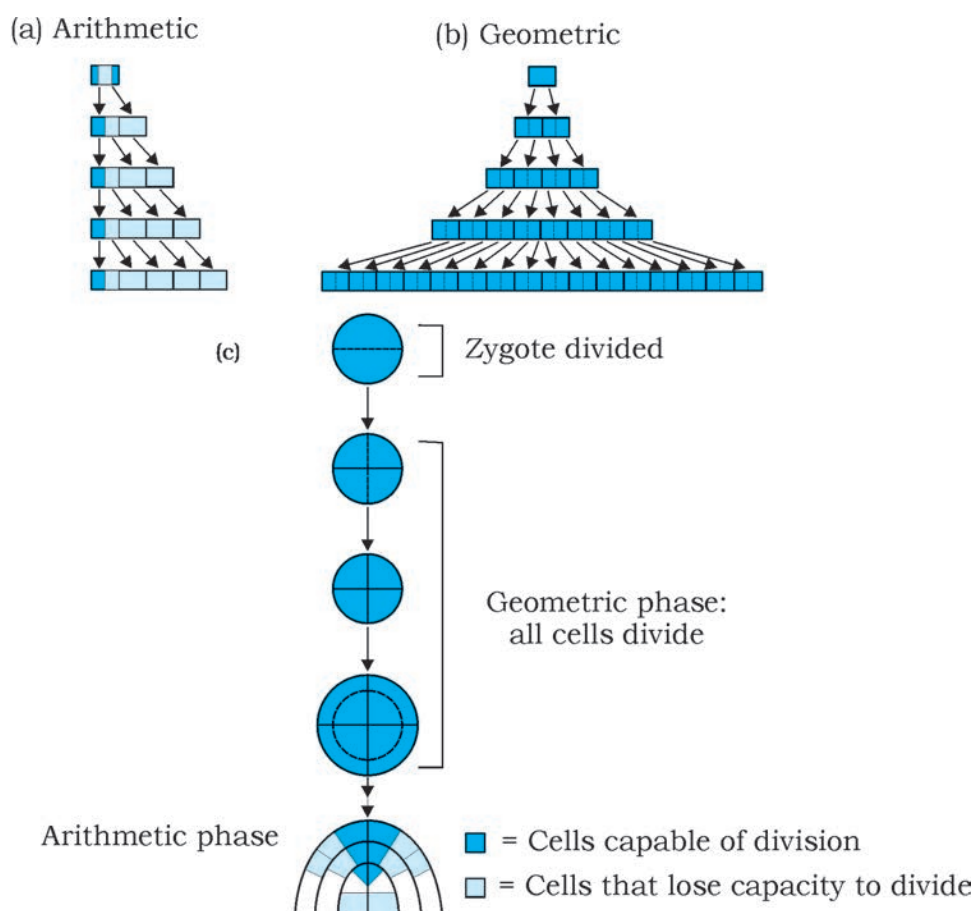 (a) Arithmetic
(b) Geometric
(c)
Zygote divided
Geometric phase:
all cells divide
Arithmetic phase
= Cells capable of division
= Cells that lose capacity to divide